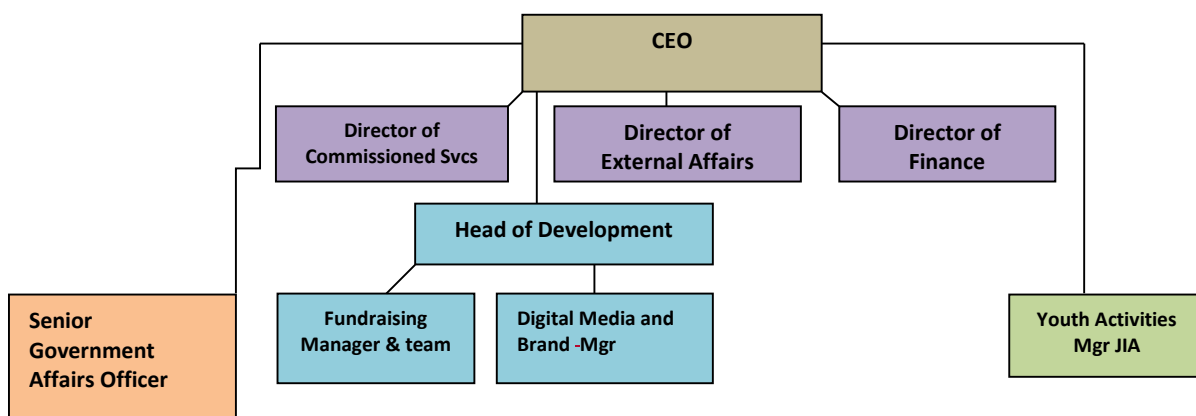 CEO
Director of
Commissioned Svcs
Director of
External Affairs
Director of
Finance
Head of Development
Senior
Government
Affairs Officer
Fundraising
Manager & team
Digital Media and
Brand -Mgr
Youth Activities
Mgr JIA